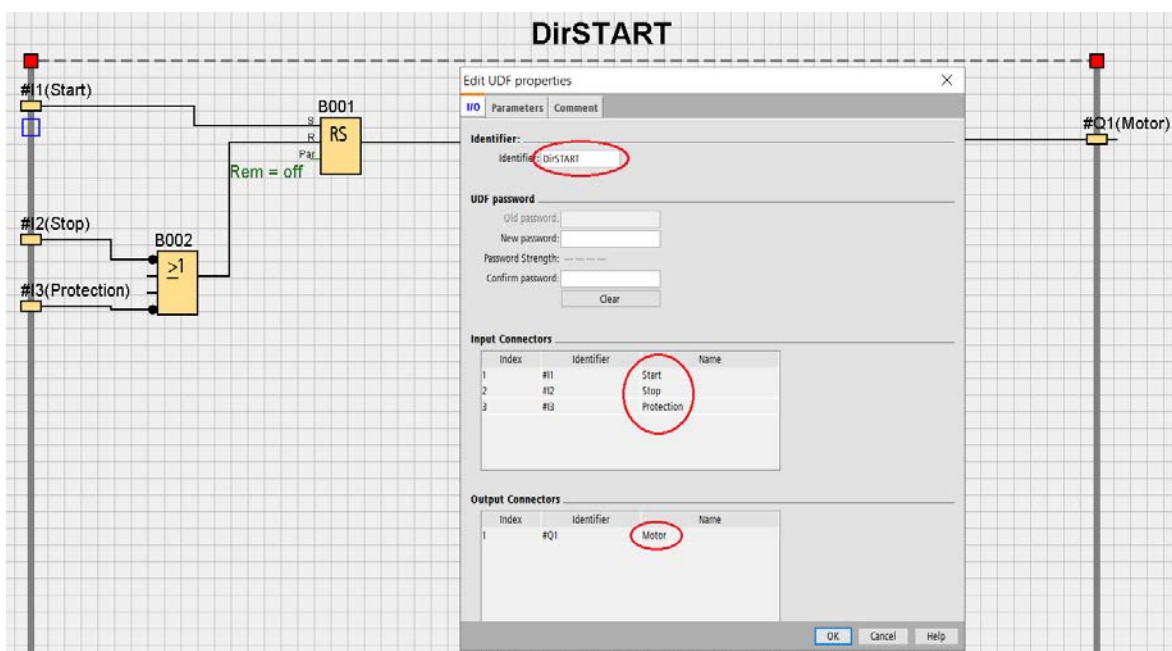 DirSTART
#I1(Start)
B001
S
R
RS
Par
Rem = off
#I2(Stop)
B002
≥1
#I3(Protection)
#Q1(Motor)
Edit UDF properties
I/O Parameters Comment
Identifier:
Identifier: DirSTART
UDF password
Old password:
New password:
Password Strength: — — — —
Confirm password:
Clear
Input Connectors
Index Identifier Name
1 #I1 Start
2 #I2 Stop
3 #I3 Protection
Output Connectors
Index Identifier Name
1 #Q1 Motor
OK Cancel Help